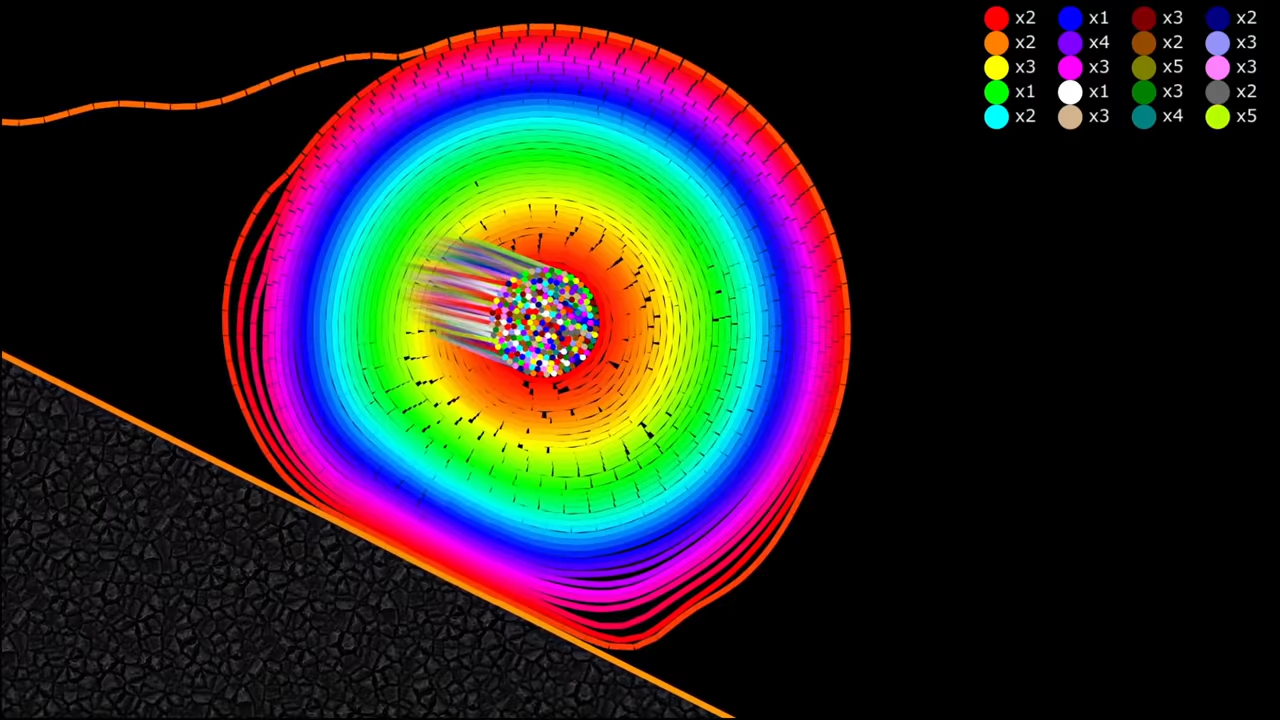 x2 x1 x3 x2
x2 x4 x2 x3
x3 x3 x5 x3
x1 x1 x3 x2
x2 x3 x4 x5